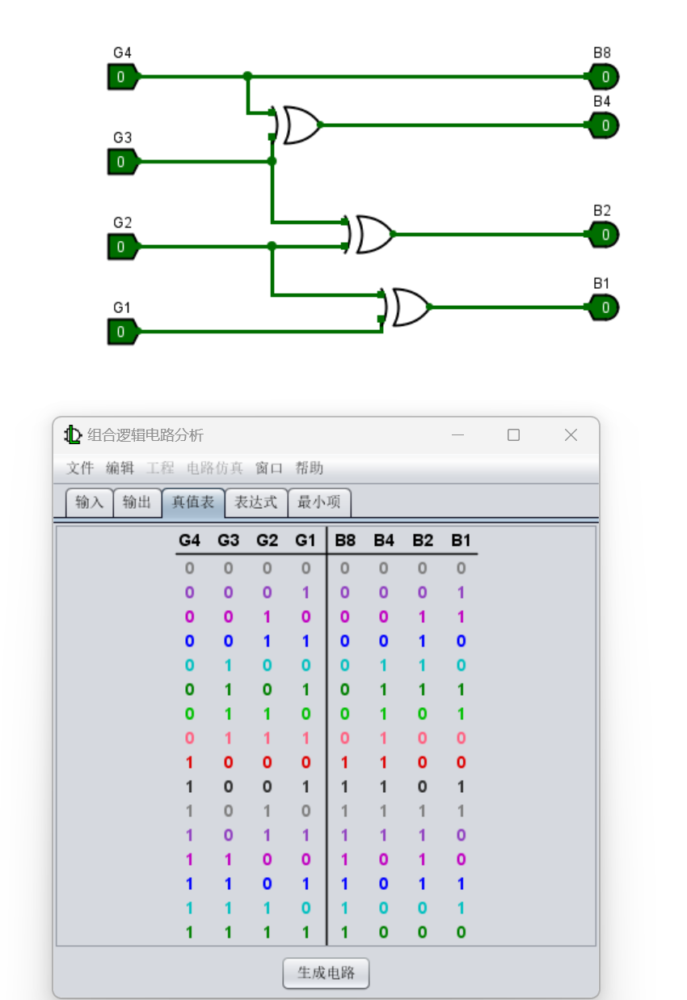 G4
0
B8
0
B4
0
G3
0
G2
0
B2
0
G1
0
B1
0
组合逻辑电路分析
文件 编辑 工程 电路仿真 窗口 帮助
输入 输出 真值表 表达式 最小项
G4 G3 G2 G1 B8 B4 B2 B1
0 0 0 0 0 0 0 0
0 0 0 1 0 0 0 1
0 0 1 0 0 0 1 1
0 0 1 1 0 0 1 0
0 1 0 0 0 1 1 0
0 1 0 1 0 1 1 1
0 1 1 0 0 1 0 1
0 1 1 1 0 1 0 0
1 0 0 0 1 1 0 0
1 0 0 1 1 1 0 1
1 0 1 0 1 1 1 1
1 0 1 1 1 1 1 0
1 1 0 0 1 0 1 0
1 1 0 1 1 0 1 1
1 1 1 0 1 0 0 1
1 1 1 1 1 0 0 0
生成电路